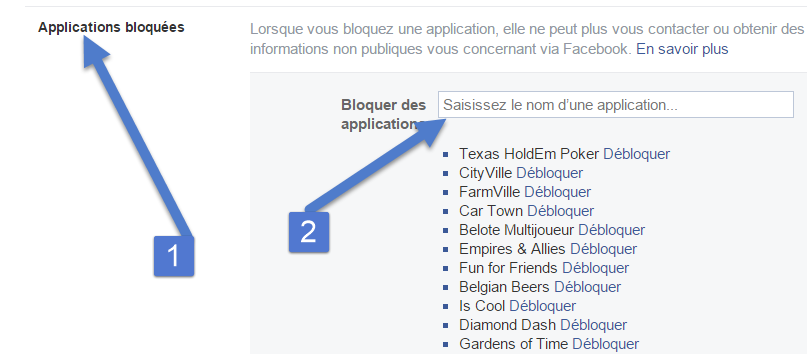 Applications bloquées
Lorsque vous bloquez une application, elle ne peut plus vous contacter ou obtenir des
informations non publiques vous concernant via Facebook. En savoir plus
Bloquer des
applications
Saisissez le nom d'une application...
Texas HoldEm Poker Débloquer
CityVille Débloquer
FarmVille Débloquer
Car Town Débloquer
Belote Multijoueur Débloquer
Empires & Allies Débloquer
Fun for Friends Débloquer
Belgian Beers Débloquer
Is Cool Débloquer
Diamond Dash Débloquer
Gardens of Time Débloquer
1
2